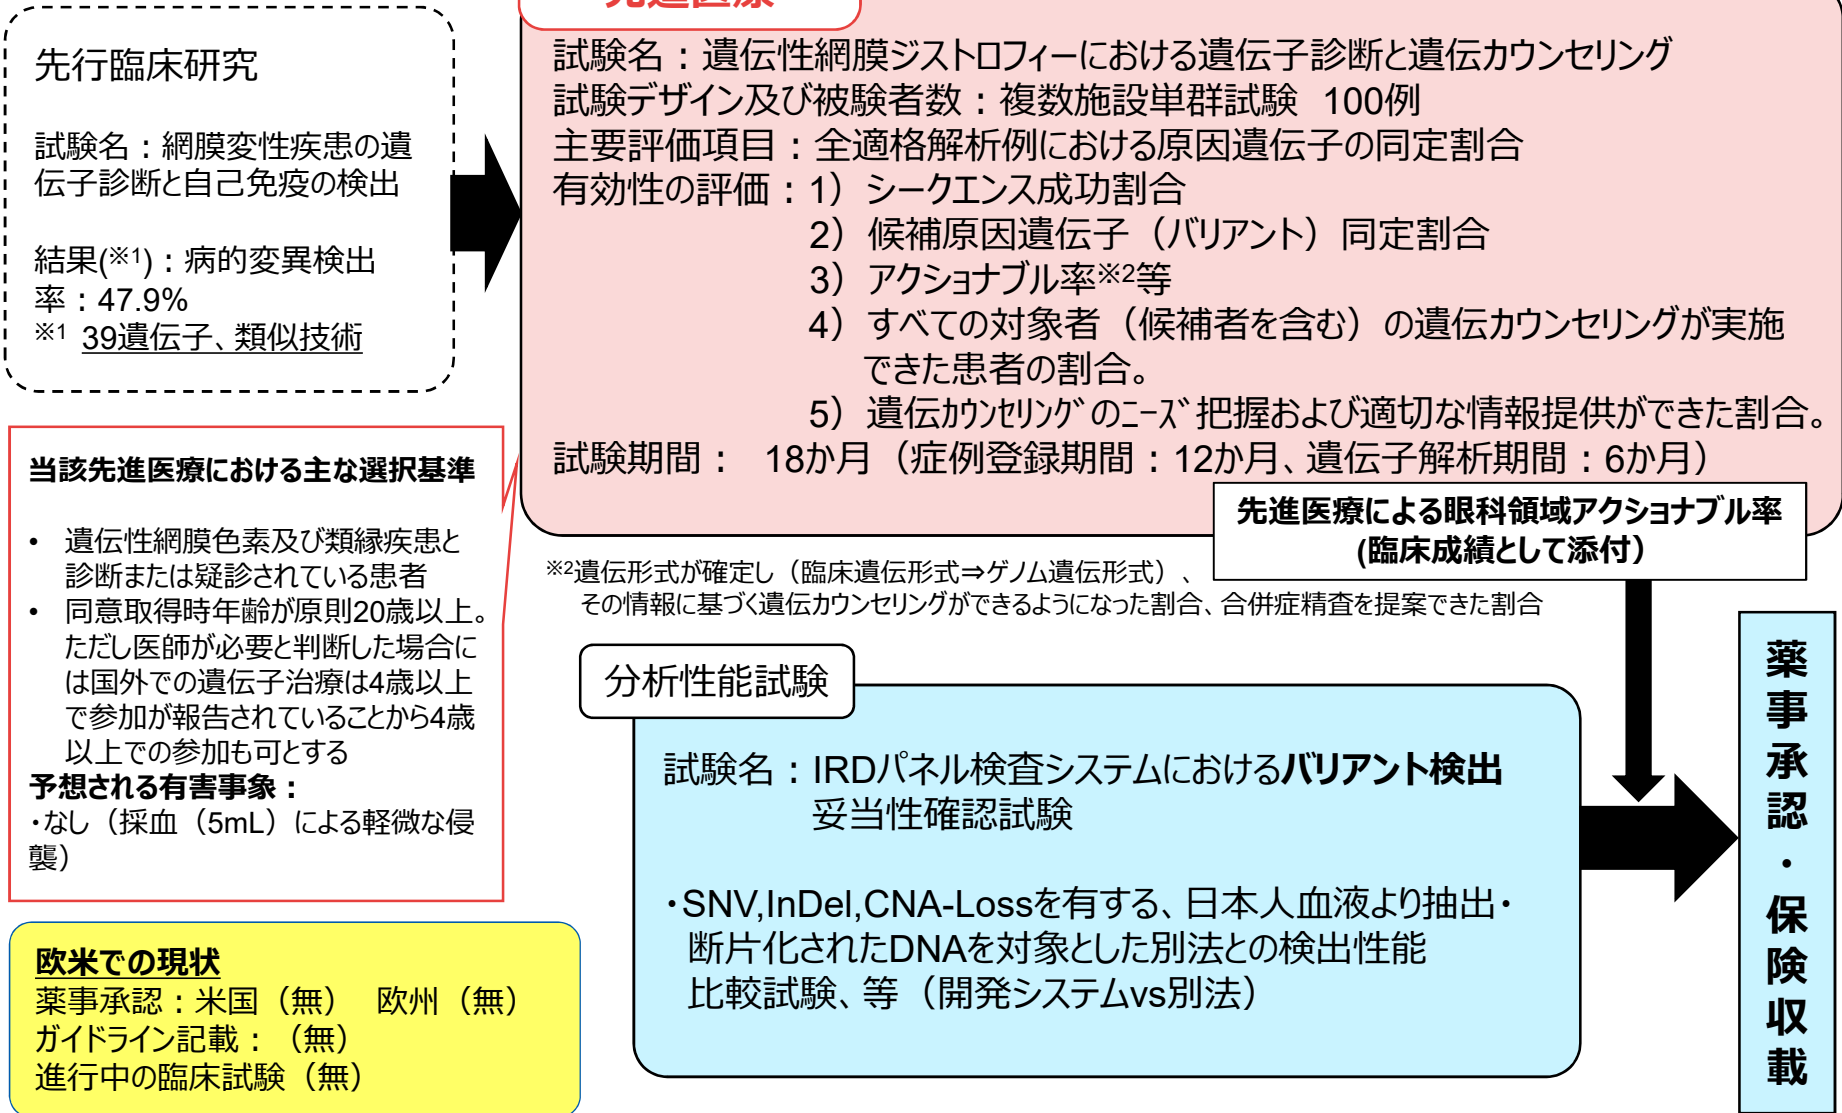 先進医療
先行臨床研究
試験名：網膜変性疾患の遺
伝子診断と自己免疫の検出
結果(※1)：病的変異検出
率：47.9%
※1 39遺伝子、類似技術
試験名：遺伝性網膜ジストロフィーにおける遺伝子診断と遺伝カウンセリング
試験デザイン及び被験者数：複数施設単群試験 100例
主要評価項目：全適格解析例における原因遺伝子の同定割合
有効性の評価：1）シークエンス成功割合
2）候補原因遺伝子（バリアント）同定割合
3）アクショナブル率※2等
4）すべての対象者（候補者を含む）の遺伝カウンセリングが実施
できた患者の割合。
5）遺伝ｶｳﾝｾﾘﾝｸﾞのﾆｰｽﾞ把握および適切な情報提供ができた割合。
試験期間： 18か月（症例登録期間：12か月、遺伝子解析期間：6か月）
先進医療による眼科領域アクショナブル率
(臨床成績として添付）
※2遺伝形式が確定し（臨床遺伝形式⇒ゲノム遺伝形式）、
その情報に基づく遺伝カウンセリングができるようになった割合、合併症精査を提案できた割合
当該先進医療における主な選択基準
• 遺伝性網膜色素及び類縁疾患と
診断または疑診されている患者
• 同意取得時年齢が原則20歳以上。
ただし医師が必要と判断した場合に
は国外での遺伝子治療は4歳以上
で参加が報告されていることから4歳
以上での参加も可とする
予想される有害事象：
・なし（採血（5mL）による軽微な侵
襲）
欧米での現状
薬事承認：米国（無） 欧州（無）
ガイドライン記載：（無）
進行中の臨床試験（無）
分析性能試験
試験名：IRDパネル検査システムにおけるバリアント検出
妥当性確認試験
・SNV,InDel,CNA-Lossを有する、日本人血液より抽出・
断片化されたDNAを対象とした別法との検出性能
比較試験、等（開発システムvs別法）
薬事承認・保険収載